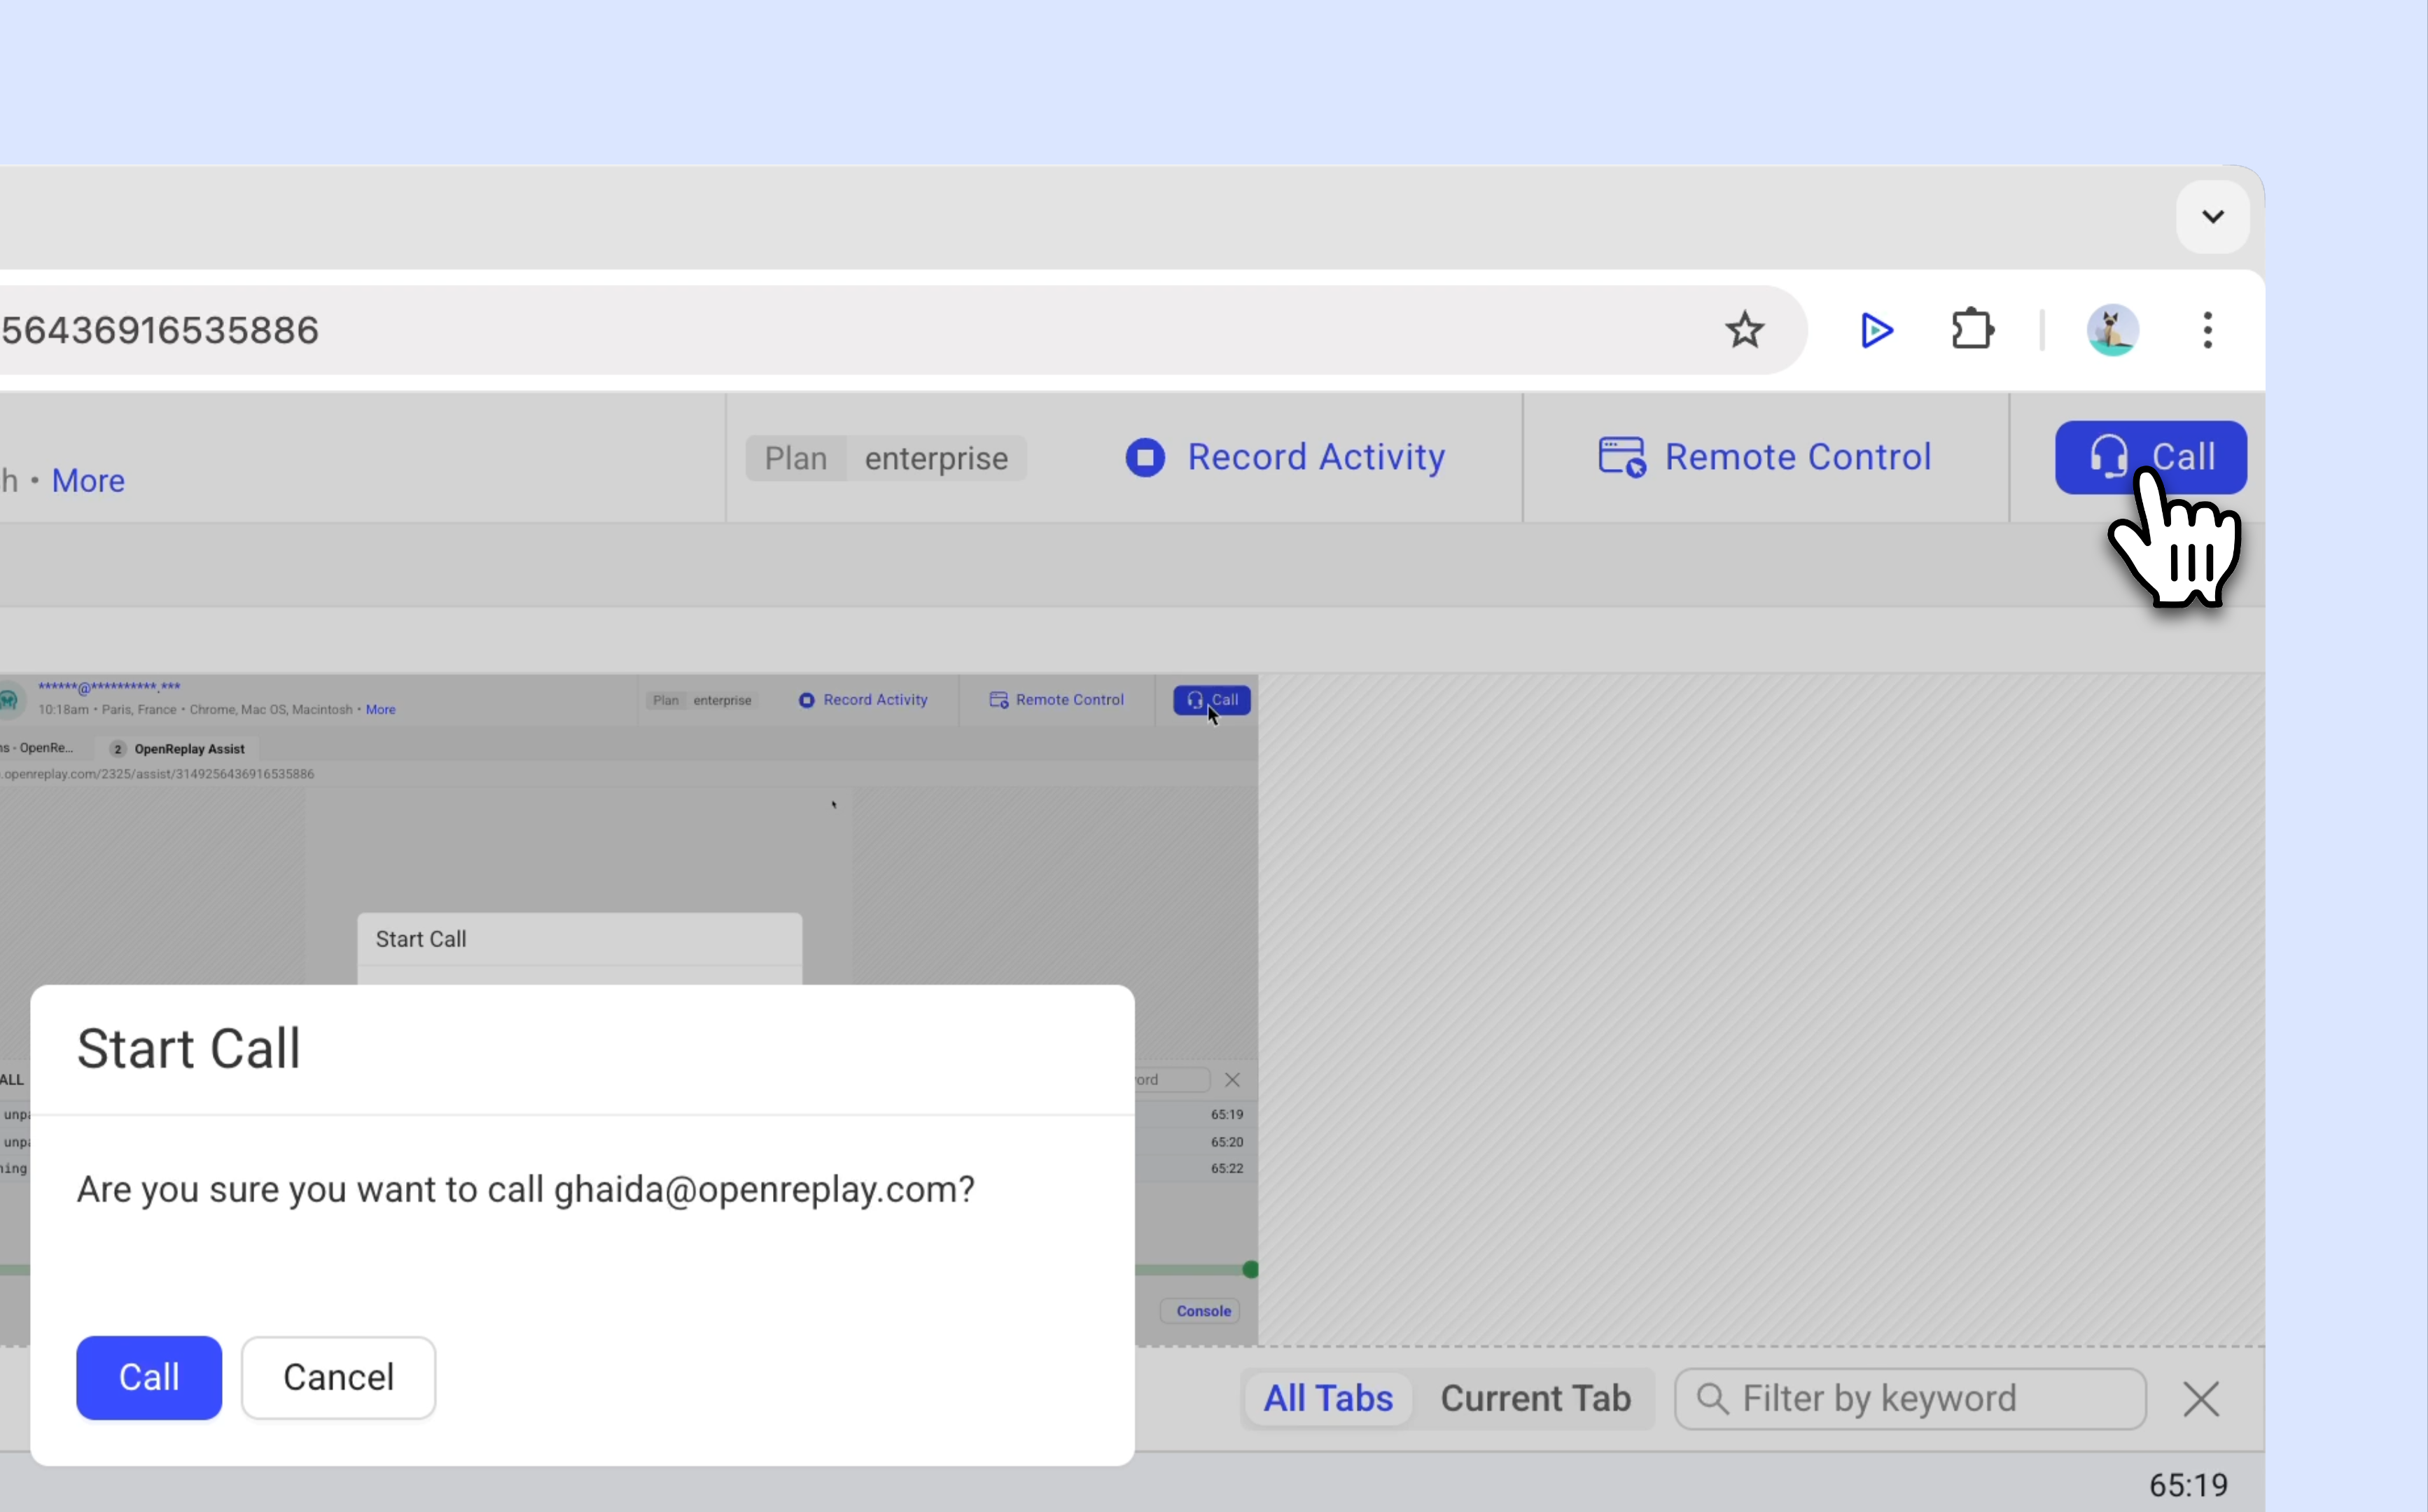 56436916535886
h • More
Plan enterprise
Record Activity
Remote Control
Call
******@**********.***
10:18am • Paris, France • Chrome, Mac OS, Macintosh • More
Plan enterprise
Record Activity
Remote Control
Call
ns - OpenRe...
2 OpenReplay Assist
.openreplay.com/2325/assist/3149256436916535886
Start Call
Start Call
Are you sure you want to call ghaida@openreplay.com?
Call
Cancel
ALL
ord
unpa
65:19
unpa
65:20
ning
65:22
Console
All Tabs
Current Tab
Filter by keyword
65:19